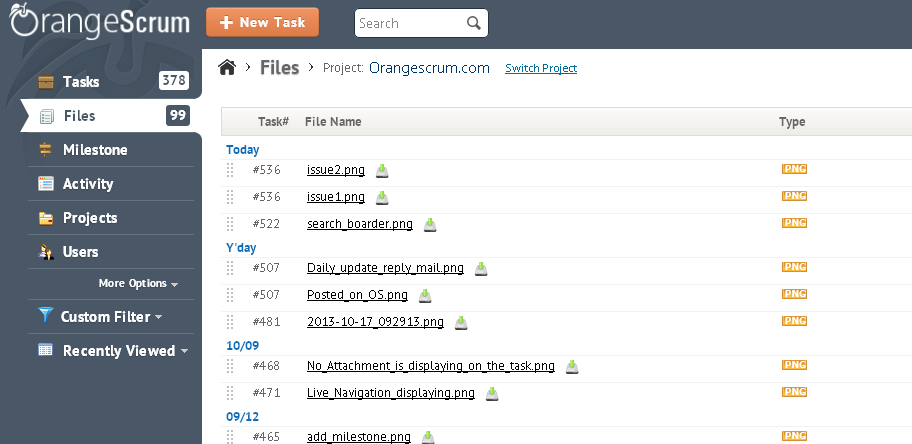 OrangeScrum
+ New Task
Search
Files
Project: Orangescrum.com
Switch Project
Tasks 378
Files 99
Milestone
Activity
Projects
Users
More Options
Custom Filter
Recently Viewed
Task# File Name Type
Today
#536 issue2.png PNG
#536 issue1.png PNG
#522 search_boarder.png PNG
Y'day
#507 Daily_update_reply_mail.png PNG
#507 Posted_on_OS.png PNG
#481 2013-10-17_092913.png PNG
10/09
#468 No_Attachment_is_displaying_on_the_task.png PNG
#471 Live_Navigation_displaying.png PNG
09/12
#465 add_milestone.png PNG